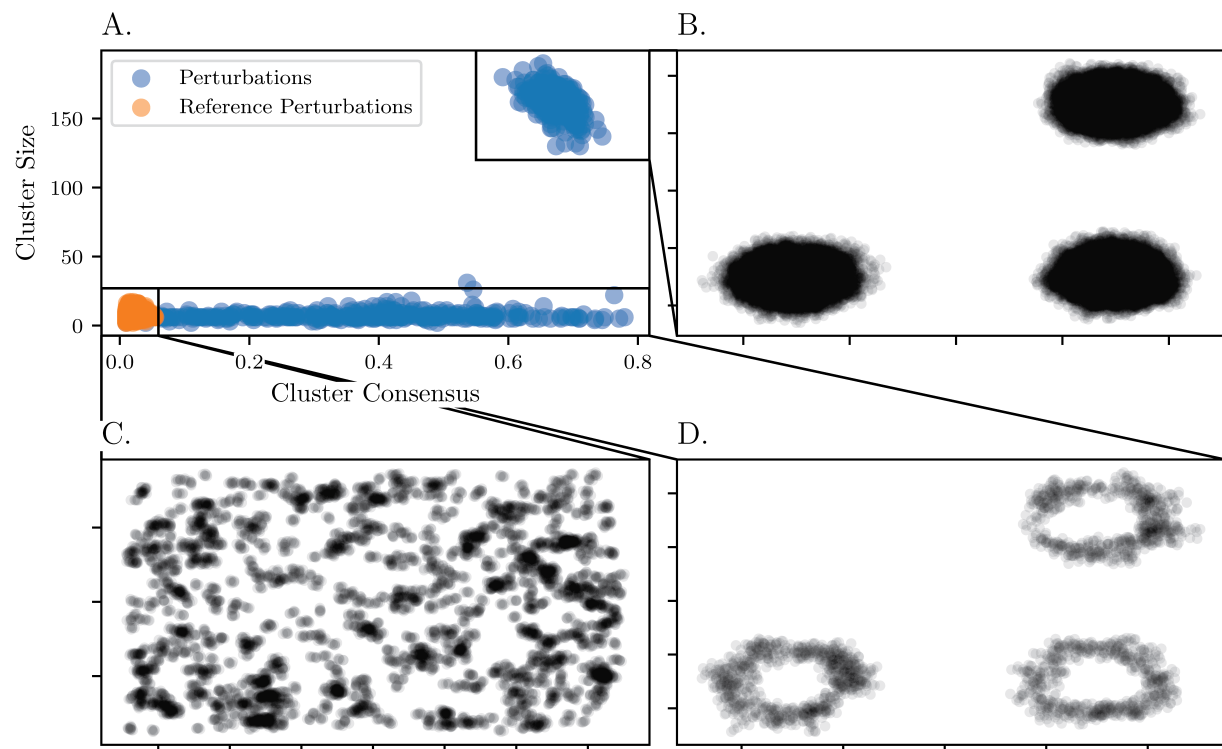 A.
B.
Perturbations
Reference Perturbations
Cluster Size
150
100
50
0
0.0 0.2 0.4 0.6 0.8
Cluster Consensus
C.
D.